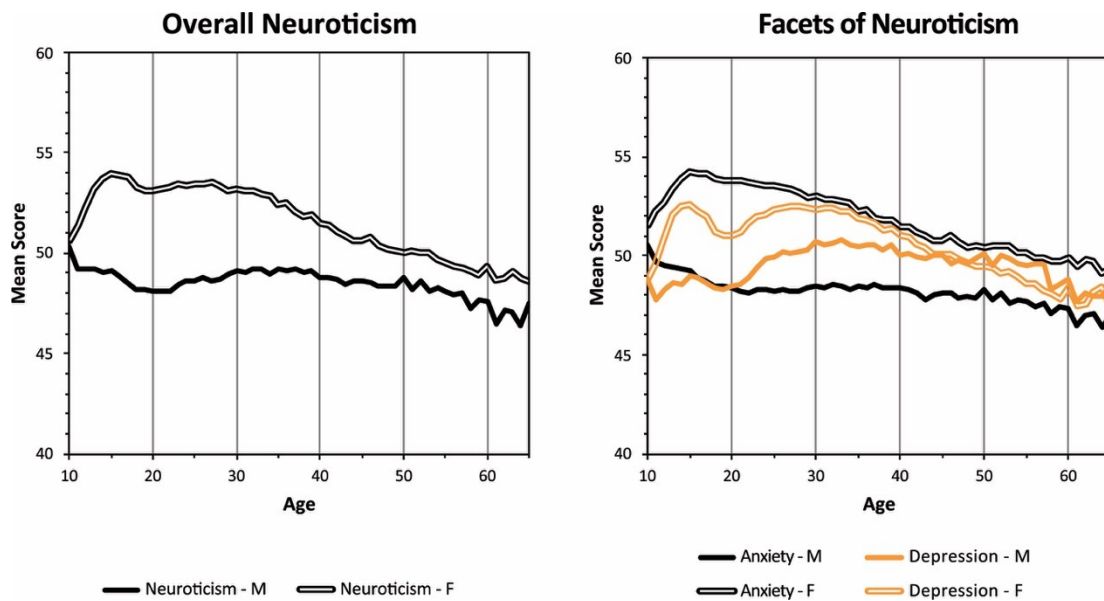 Overall Neuroticism
60
55
50
45
40
Mean Score
10 20 30 40 50 60
Age
Neuroticism - M Neuroticism - F
Facets of Neuroticism
60
55
50
45
40
Mean Score
10 20 30 40 50 60
Age
Anxiety - M Depression - M
Anxiety - F Depression - F